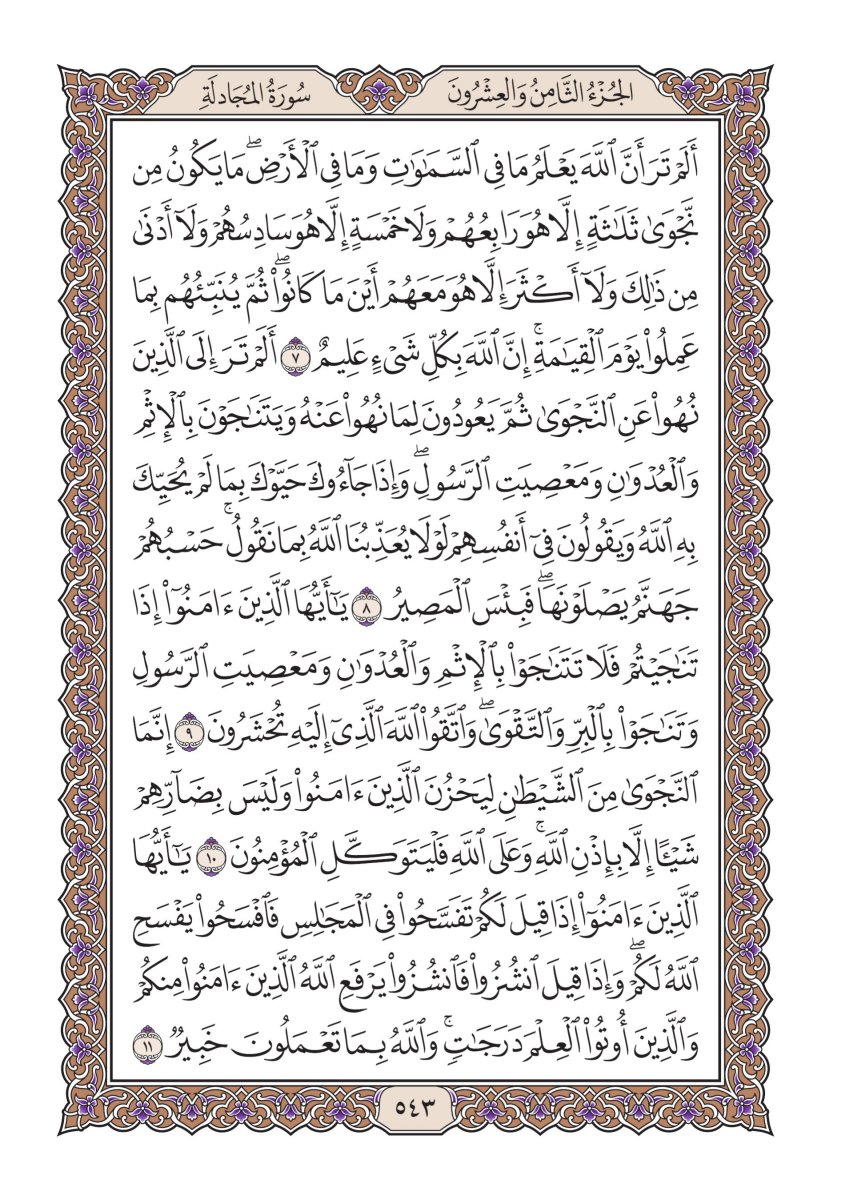 الجُزْءُ الثَّامِنُ وَالعِشْرُونَ
سُورَةُ المُجَادلَةِ
أَلَمۡ تَرَ أَنَّ ٱللَّهَ يَعۡلَمُ مَا فِي ٱلسَّمَٰوَٰتِ وَمَا فِي ٱلۡأَرۡضِۖ مَا يَكُونُ مِن
نَّجۡوَىٰ ثَلَٰثَةٍ إِلَّا هُوَ رَابِعُهُمۡ وَلَا خَمۡسَةٍ إِلَّا هُوَ سَادِسُهُمۡ وَلَآ أَدۡنَىٰ
مِن ذَٰلِكَ وَلَآ أَكۡثَرَ إِلَّا هُوَ مَعَهُمۡ أَيۡنَ مَا كَانُواْۖ ثُمَّ يُنَبِّئُهُم بِمَا
عَمِلُواْ يَوۡمَ ٱلۡقِيَٰمَةِۚ إِنَّ ٱللَّهَ بِكُلِّ شَيۡءٍ عَلِيمٌ ٧ أَلَمۡ تَرَ إِلَى ٱلَّذِينَ
نُهُواْ عَنِ ٱلنَّجۡوَىٰ ثُمَّ يَعُودُونَ لِمَا نُهُواْ عَنۡهُ وَيَتَنَٰجَوۡنَ بِٱلۡإِثۡمِ
وَٱلۡعُدۡوَٰنِ وَمَعۡصِيَتِ ٱلرَّسُولِۖ وَإِذَا جَآءُوكَ حَيَّوۡكَ بِمَا لَمۡ يُحَيِّكَ
بِهِ ٱللَّهُ وَيَقُولُونَ فِيٓ أَنفُسِهِمۡ لَوۡلَا يُعَذِّبُنَا ٱللَّهُ بِمَا نَقُولُۚ حَسۡبُهُمۡ
جَهَنَّمُ يَصۡلَوۡنَهَاۖ فَبِئۡسَ ٱلۡمَصِيرُ ٨ يَٰٓأَيُّهَا ٱلَّذِينَ ءَامَنُوٓاْ إِذَا
تَنَٰجَيۡتُمۡ فَلَا تَتَنَٰجَوۡاْ بِٱلۡإِثۡمِ وَٱلۡعُدۡوَٰنِ وَمَعۡصِيَتِ ٱلرَّسُولِ
وَتَنَٰجَوۡاْ بِٱلۡبِرِّ وَٱلتَّقۡوَىٰۖ وَٱتَّقُواْ ٱللَّهَ ٱلَّذِيٓ إِلَيۡهِ تُحۡشَرُونَ ٩ إِنَّمَا
ٱلنَّجۡوَىٰ مِنَ ٱلشَّيۡطَٰنِ لِيَحۡزُنَ ٱلَّذِينَ ءَامَنُواْ وَلَيۡسَ بِضَآرِّهِمۡ
شَيۡـًٔا إِلَّا بِإِذۡنِ ٱللَّهِۚ وَعَلَى ٱللَّهِ فَلۡيَتَوَكَّلِ ٱلۡمُؤۡمِنُونَ ١٠ يَٰٓأَيُّهَا
ٱلَّذِينَ ءَامَنُوٓاْ إِذَا قِيلَ لَكُمۡ تَفَسَّحُواْ فِي ٱلۡمَجَٰلِسِ فَٱفۡسَحُواْ يَفۡسَحِ
ٱللَّهُ لَكُمۡۖ وَإِذَا قِيلَ ٱنشُزُواْ فَٱنشُزُواْ يَرۡفَعِ ٱللَّهُ ٱلَّذِينَ ءَامَنُواْ مِنكُمۡ
وَٱلَّذِينَ أُوتُواْ ٱلۡعِلۡمَ دَرَجَٰتٖۚ وَٱللَّهُ بِمَا تَعۡمَلُونَ خَبِيرٞ ١١
٥٤٣